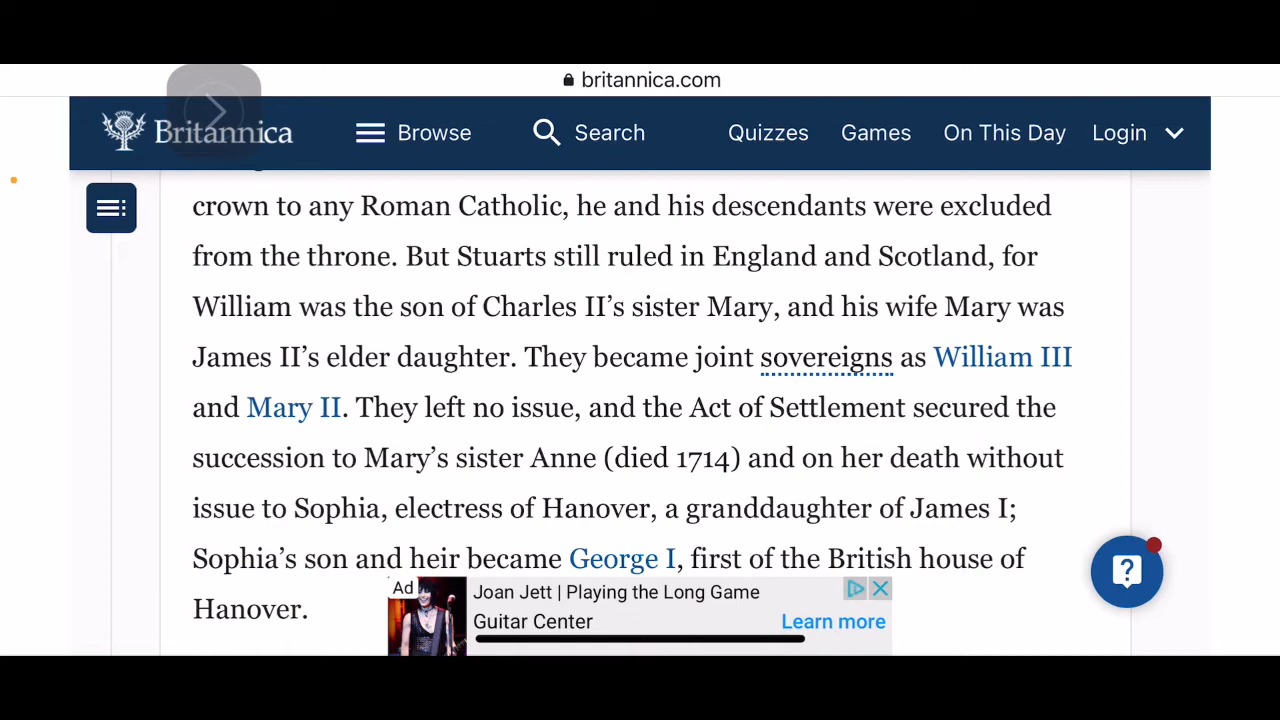 britannica.com
Britannica Browse Search Quizzes Games On This Day Login
crown to any Roman Catholic, he and his descendants were excluded
from the throne. But Stuarts still ruled in England and Scotland, for
William was the son of Charles II’s sister Mary, and his wife Mary was
James II’s elder daughter. They became joint sovereigns as William III
and Mary II. They left no issue, and the Act of Settlement secured the
succession to Mary’s sister Anne (died 1714) and on her death without
issue to Sophia, electress of Hanover, a granddaughter of James I;
Sophia’s son and heir became George I, first of the British house of
Hanover.
Ad
Joan Jett | Playing the Long Game
Guitar Center Learn more